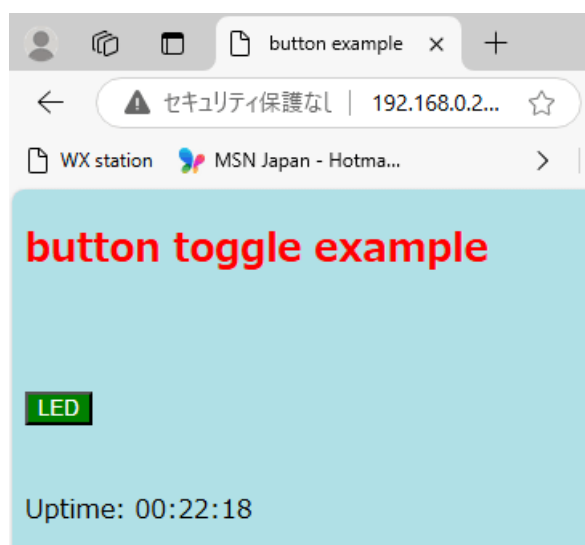 button example
セキュリティ保護なし | 192.168.0.2...
WX station MSN Japan - Hotma...
button toggle example
LED
Uptime: 00:22:18